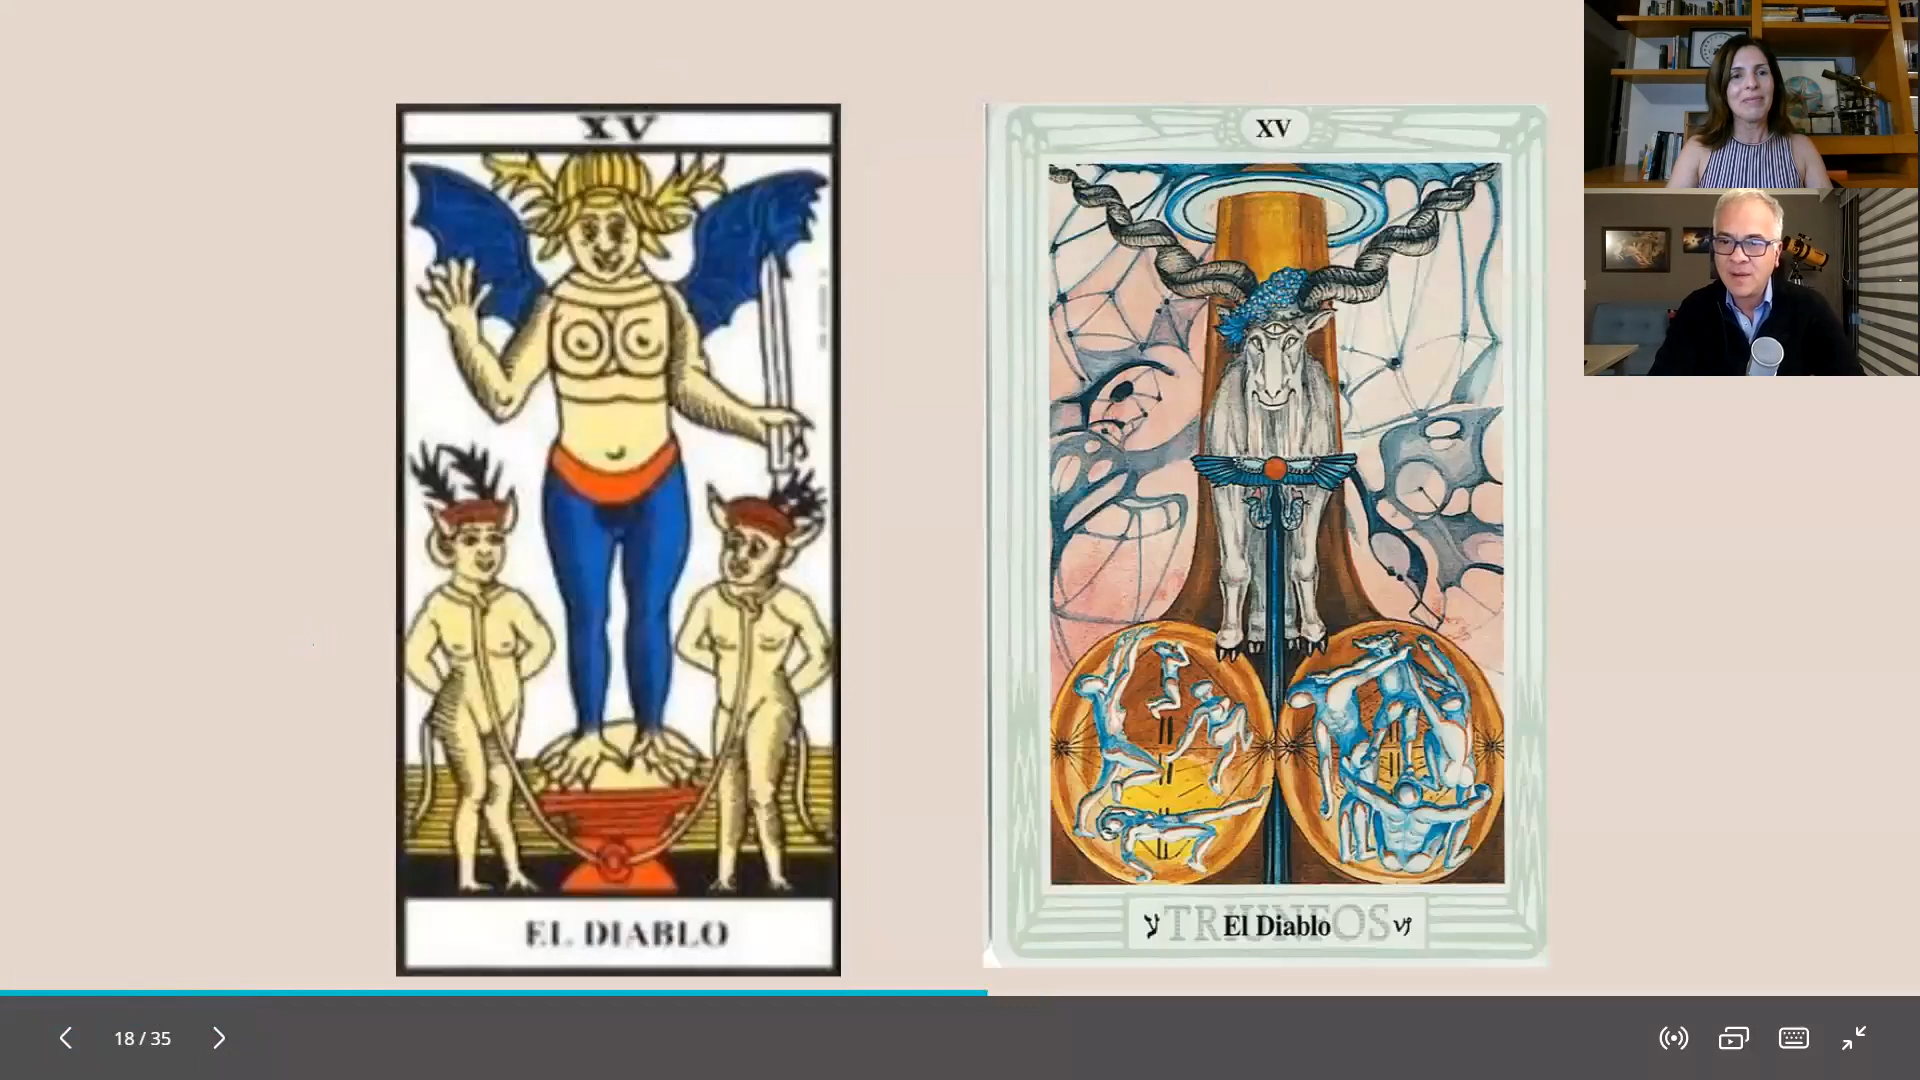 XV
EL DIABLO
XV
ע TRIUNFOS El Diablo ♑
18 / 35